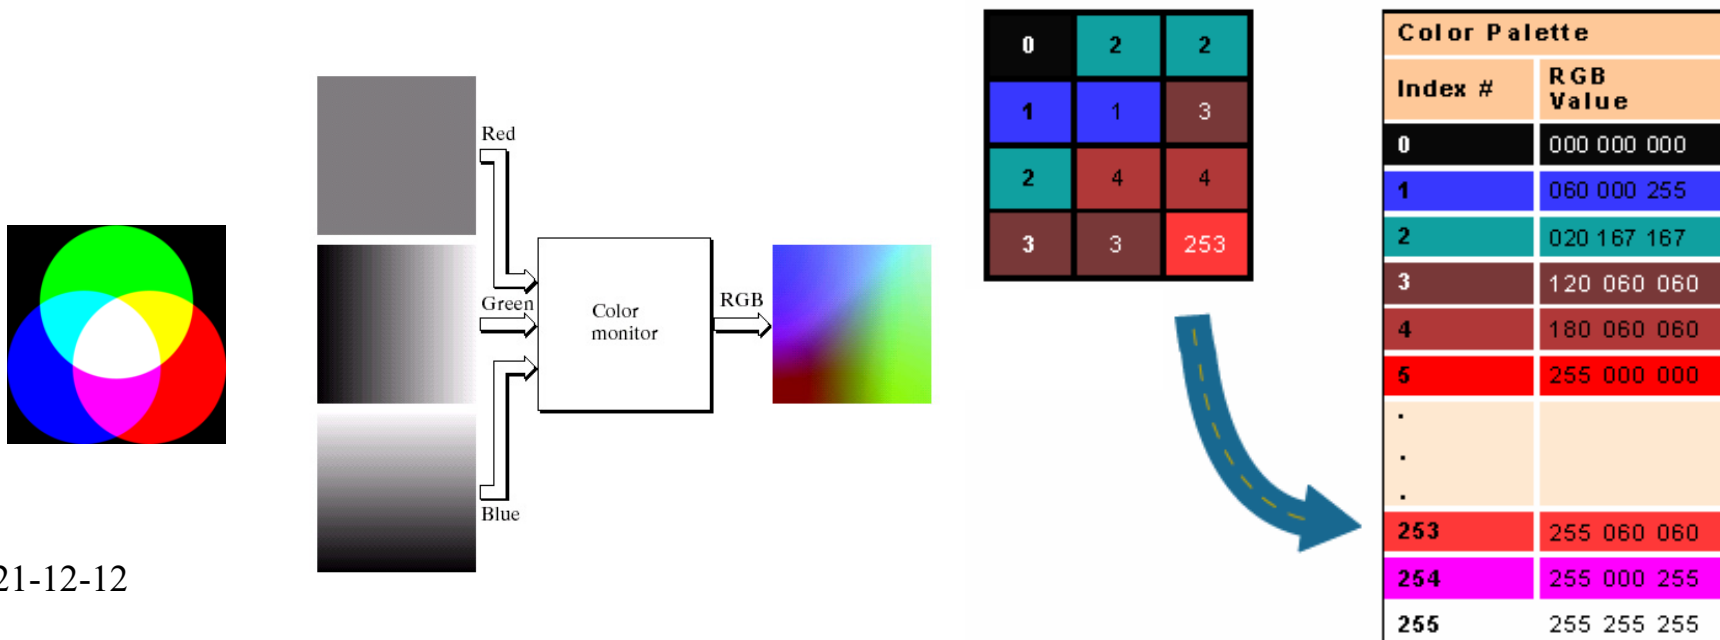 Red
Green
Blue
Color
monitor
RGB
0 2 2
1 1 3
2 4 4
3 3 253
Color Palette
Index # RGB Value
0 000 000 000
1 060 000 255
2 020 167 167
3 120 060 060
4 180 060 060
5 255 000 000
.
.
.
253 255 060 060
254 255 000 255
255 255 255 255
21-12-12